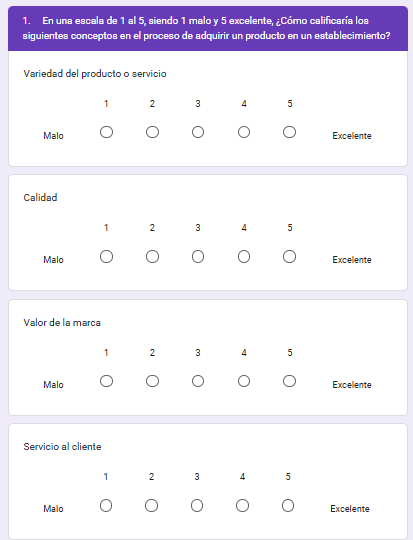 1. En una escala de 1 al 5, siendo 1 malo y 5 excelente, ¿Cómo calificaría los
siguientes conceptos en el proceso de adquirir un producto en un establecimiento?
Variedad del producto o servicio
1 2 3 4 5
Malo Excelente
Calidad
1 2 3 4 5
Malo Excelente
Valor de la marca
1 2 3 4 5
Malo Excelente
Servicio al cliente
1 2 3 4 5
Malo Excelente